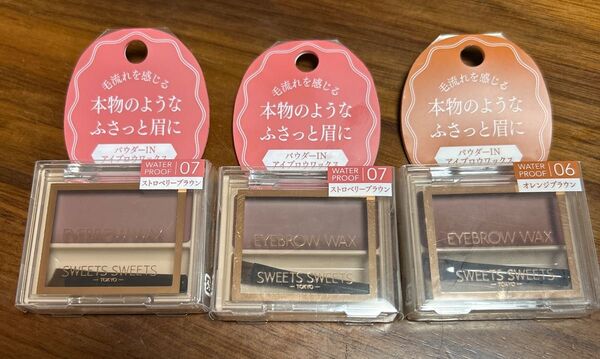 毛流れを感じる
本物のような
ふさっと眉に
パウダーIN
アイブロウワックス
WATER
PROOF 07
ストロベリーブラウン
EYEBROW WAX
SWEETS SWEETS
—TOKYO—
毛流れを感じる
本物のような
ふさっと眉に
パウダーIN
アイブロウワックス
WATER
PROOF 07
ストロベリーブラウン
EYEBROW WAX
SWEETS SWEETS
—TOKYO—
毛流れを感じる
本物のような
ふさっと眉に
パウダーIN
アイブロウワックス
WATER
PROOF 06
オレンジブラウン
EYEBROW WAX
SWEETS SWEETS
—TOKYO—